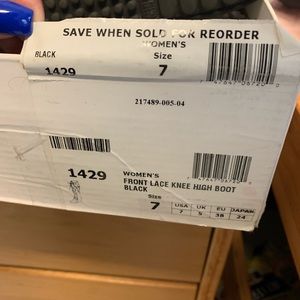 SAVE WHEN SOLD FOR REORDER
WOMEN'S
BLACK Size
1429 7
217489-005-04
1429 WOMEN'S
FRONT LACE KNEE HIGH BOOT
BLACK
Size 7
USA UK EU JAPAN
7 5 38 24